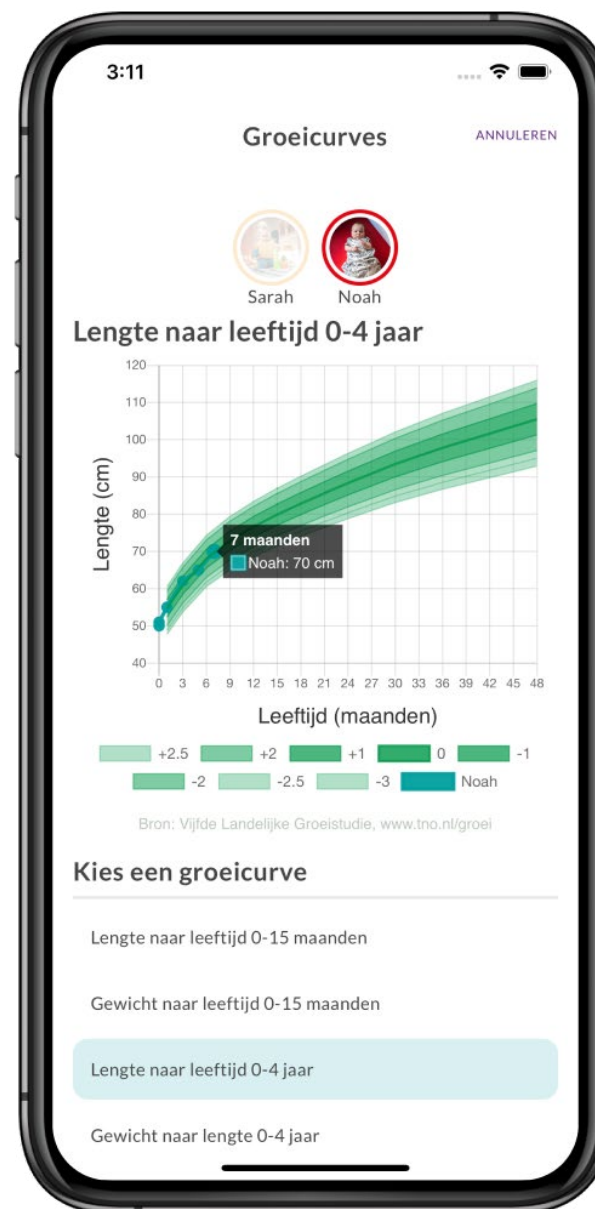 3:11
Groeicurves
ANNULEREN
Sarah Noah
Lengte naar leeftijd 0-4 jaar
120
110
100
90
80
70
60
50
40
Lengte (cm)
7 maanden
Noah: 70 cm
0 3 6 9 12 15 18 21 24 27 30 33 36 39 42 45 48
Leeftijd (maanden)
+2.5 +2 +1 0 -1
-2 -2.5 -3 Noah
Bron: Vijfde Landelijke Groeistudie, www.tno.nl/groei
Kies een groeicurve
Lengte naar leeftijd 0-15 maanden
Gewicht naar leeftijd 0-15 maanden
Lengte naar leeftijd 0-4 jaar
Gewicht naar lengte 0-4 jaar